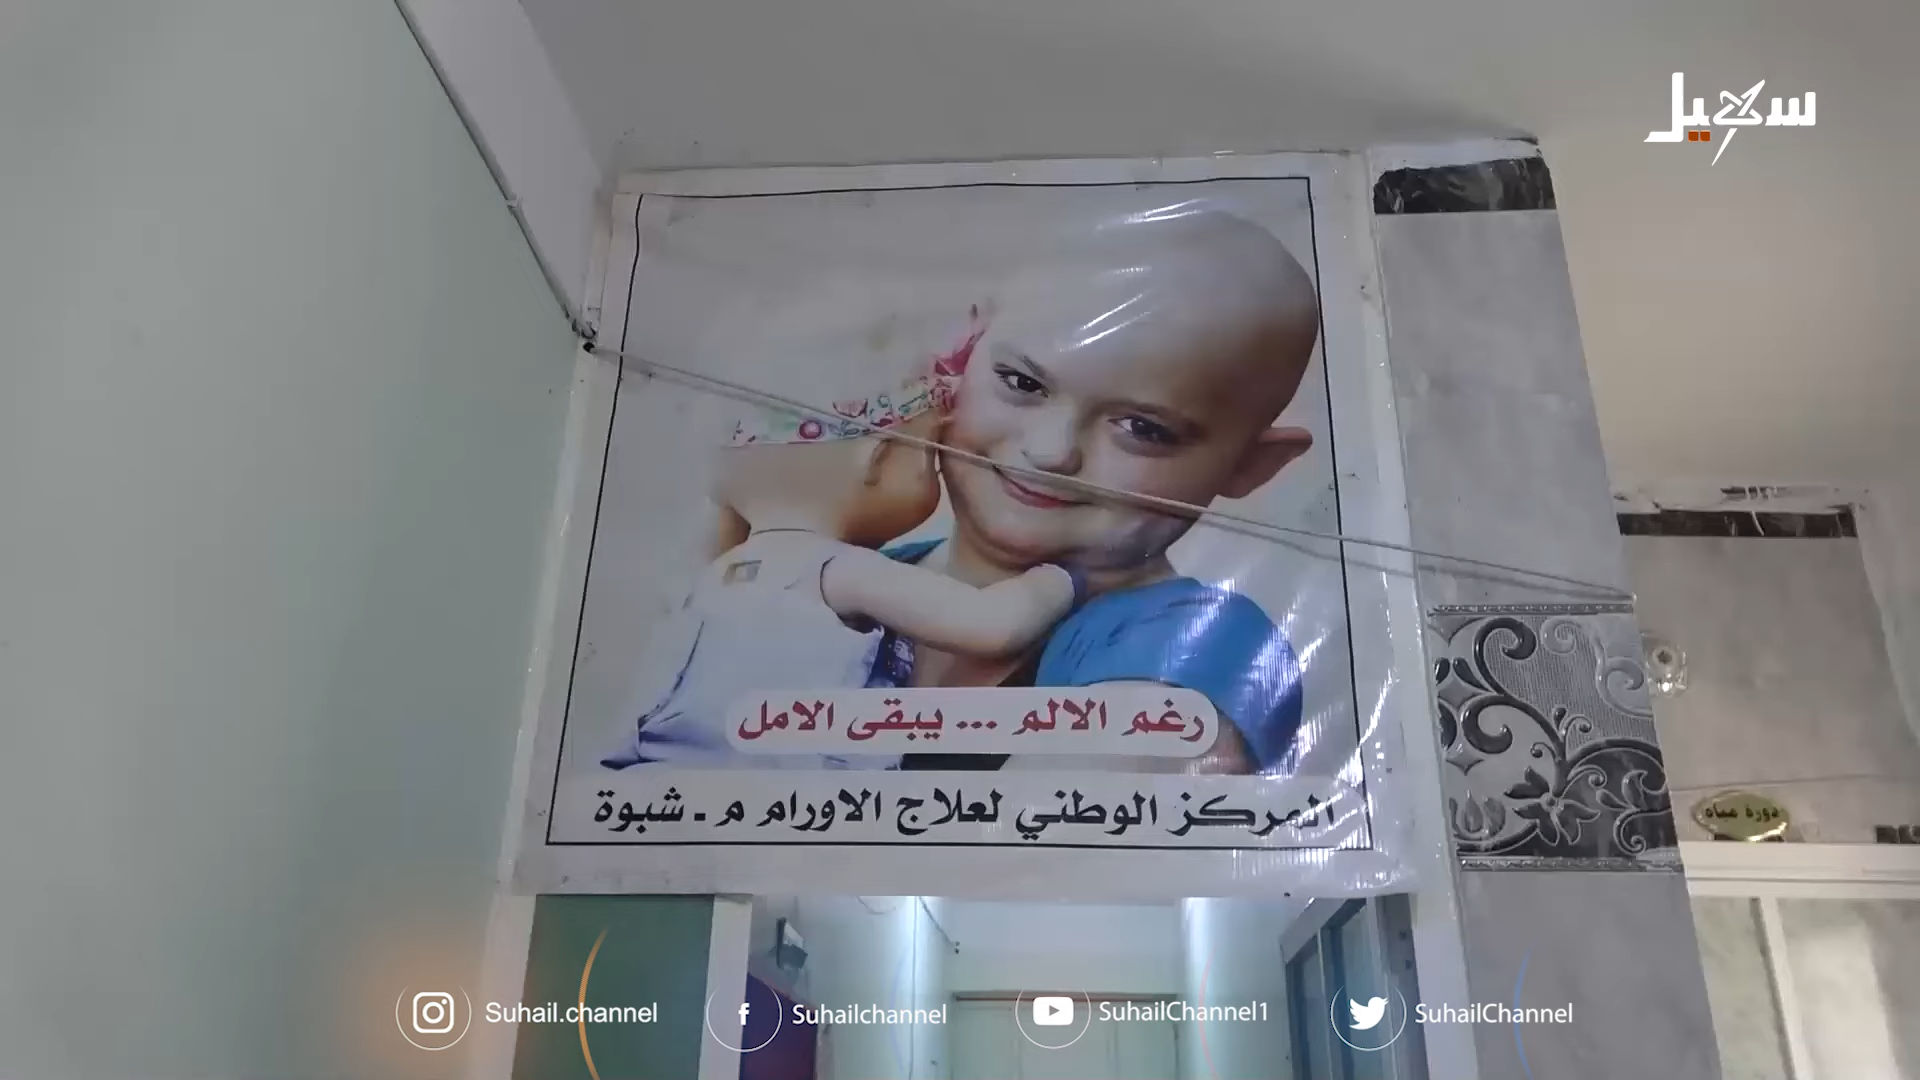 سهيل
رغم الالم ... يبقى الامل
المركز الوطني لعلاج الاورام م - شبوة
دورة مياه
Suhail.channel
Suhailchannel
SuhailChannel1
SuhailChannel